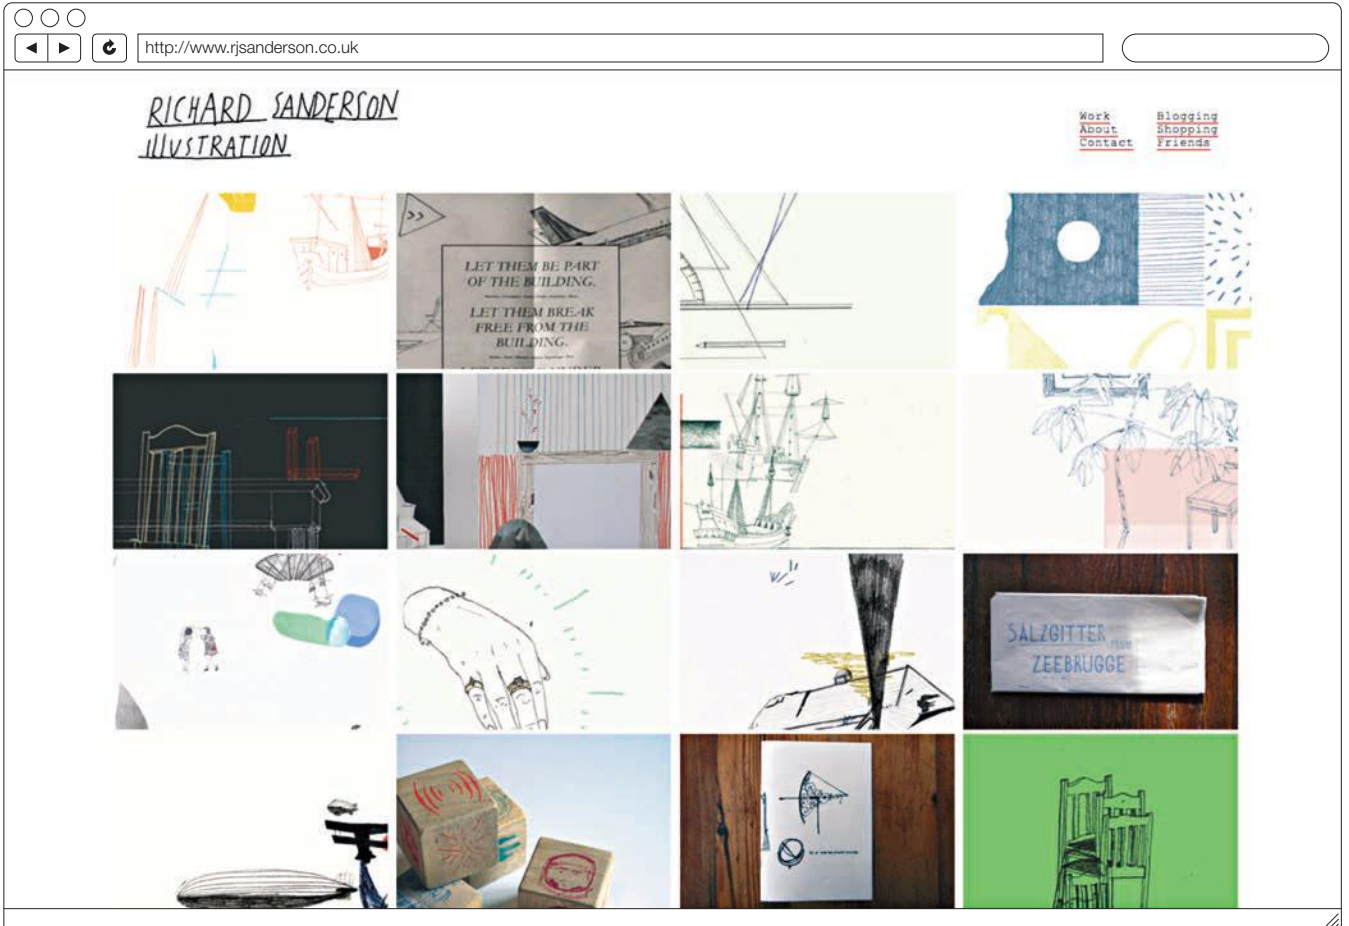 http://www.rjsanderson.co.uk
RICHARD SANDERSON
ILLUSTRATION
Work
About
Contact
Blogging
Shopping
Friends
>>
LET THEM BE PART
OF THE BUILDING.
LET THEM BREAK
FREE FROM THE
BUILDING.
SALZGITTER
ZEEBRUGGE